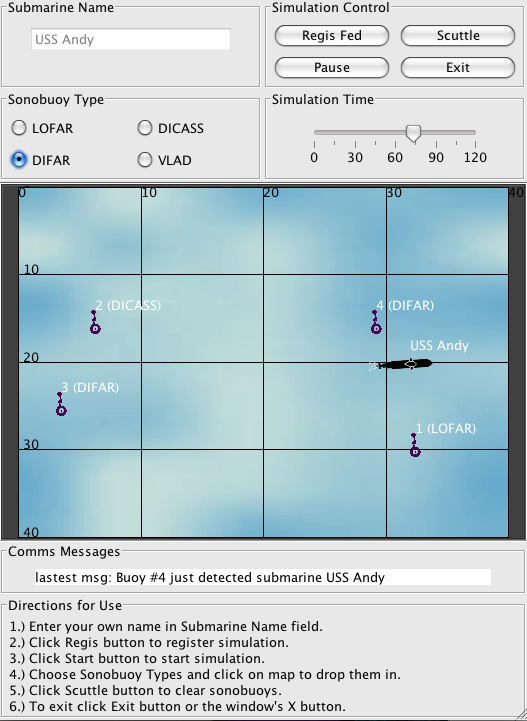 Submarine Name
USS Andy
Simulation Control
Regis Fed
Scuttle
Pause
Exit
Sonobuoy Type
LOFAR
DICASS
DIFAR
VLAD
Simulation Time
0 30 60 90 120
0 10 20 30 40
10
2 (DICASS)
4 (DIFAR)
USS Andy
20
3 (DIFAR)
1 (LOFAR)
30
40
Comms Messages
lastest msg: Buoy #4 just detected submarine USS Andy
Directions for Use
1.) Enter your own name in Submarine Name field.
2.) Click Regis button to register simulation.
3.) Click Start button to start simulation.
4.) Choose Sonobuoy Types and click on map to drop them in.
5.) Click Scuttle button to clear sonobuoys.
6.) To exit click Exit button or the window's X button.